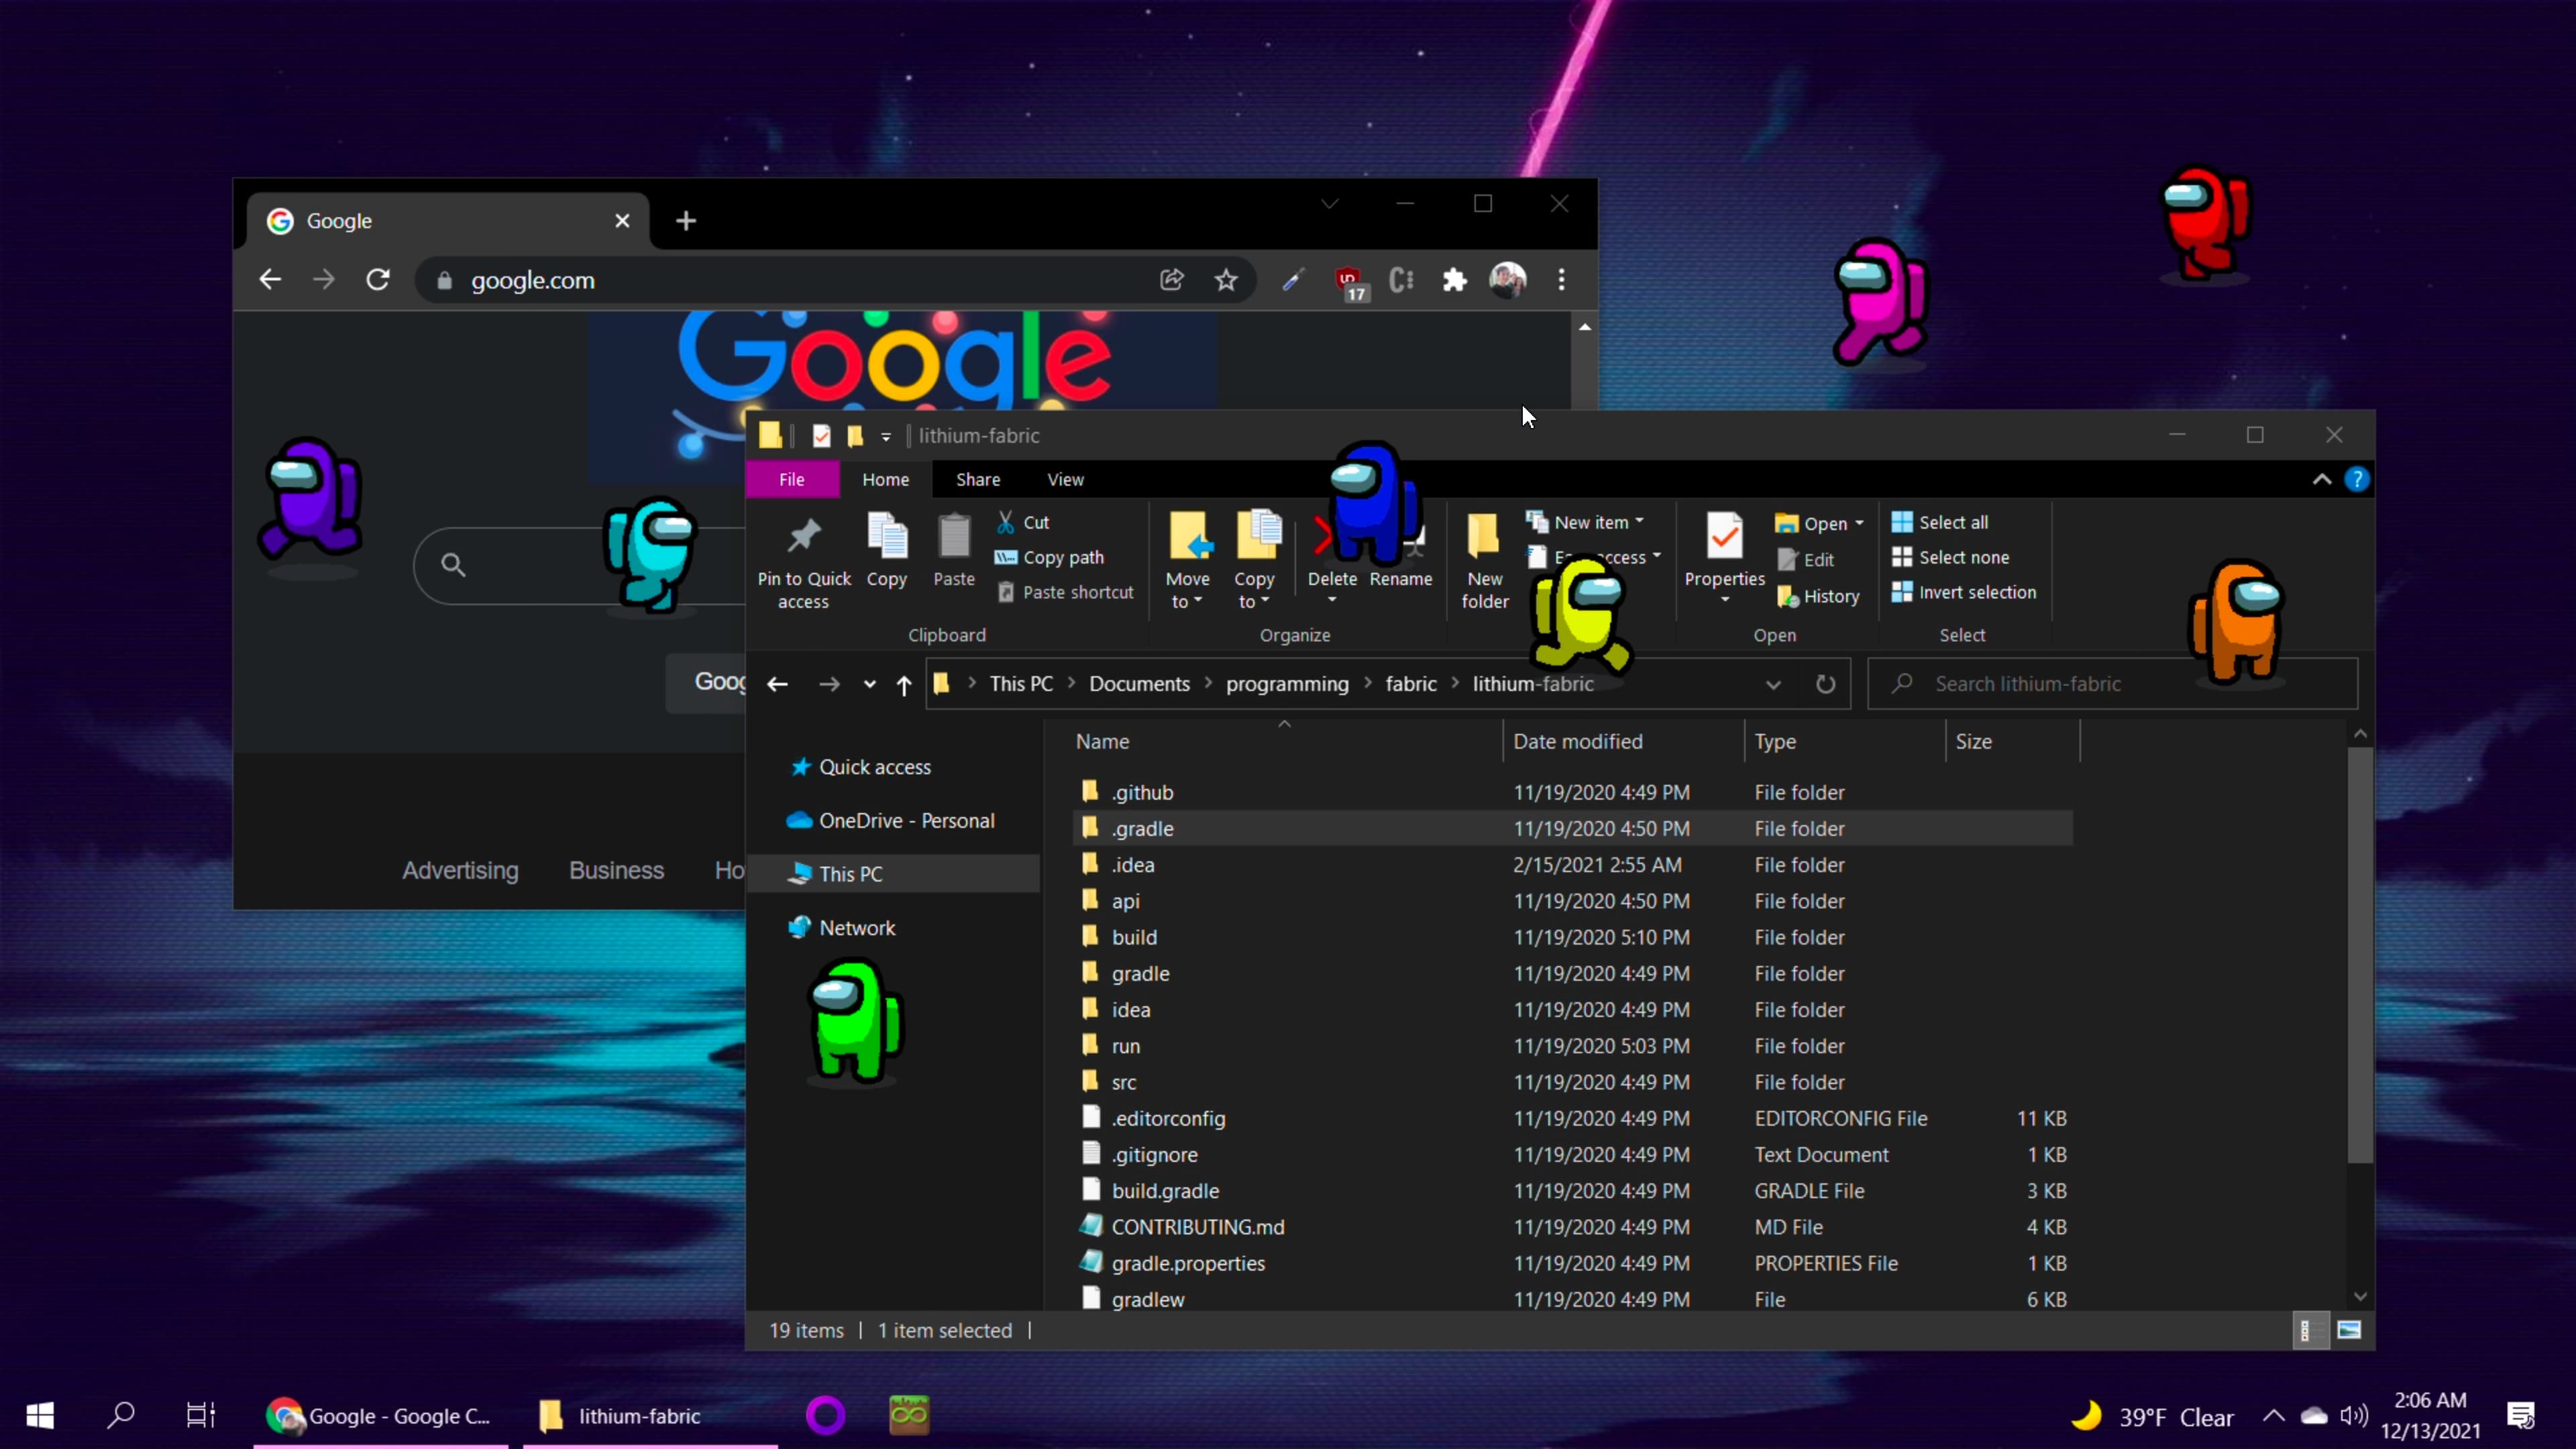 Google
google.com
17
Google
lithium-fabric
File Home Share View
?
Pin to Quick access
Copy
Paste
Cut
Copy path
Paste shortcut
Clipboard
Move to
Copy to
Delete
Rename
Organize
New folder
New item
access
Properties
Open
Edit
History
Open
Select all
Select none
Invert selection
Select
Goog
This PC > Documents > programming > fabric > lithium-fabric
Search lithium-fabric
Quick access
OneDrive - Personal
This PC
Network
Advertising Business Ho
Name Date modified Type Size
.github 11/19/2020 4:49 PM File folder
.gradle 11/19/2020 4:50 PM File folder
.idea 2/15/2021 2:55 AM File folder
api 11/19/2020 4:50 PM File folder
build 11/19/2020 5:10 PM File folder
gradle 11/19/2020 4:49 PM File folder
idea 11/19/2020 4:49 PM File folder
run 11/19/2020 5:03 PM File folder
src 11/19/2020 4:49 PM File folder
.editorconfig 11/19/2020 4:49 PM EDITORCONFIG File 11 KB
.gitignore 11/19/2020 4:49 PM Text Document 1 KB
build.gradle 11/19/2020 4:49 PM GRADLE File 3 KB
CONTRIBUTING.md 11/19/2020 4:49 PM MD File 4 KB
gradle.properties 11/19/2020 4:49 PM PROPERTIES File 1 KB
gradlew 11/19/2020 4:49 PM File 6 KB
19 items | 1 item selected |
Google - Google C...
lithium-fabric
39°F Clear
2:06 AM
12/13/2021